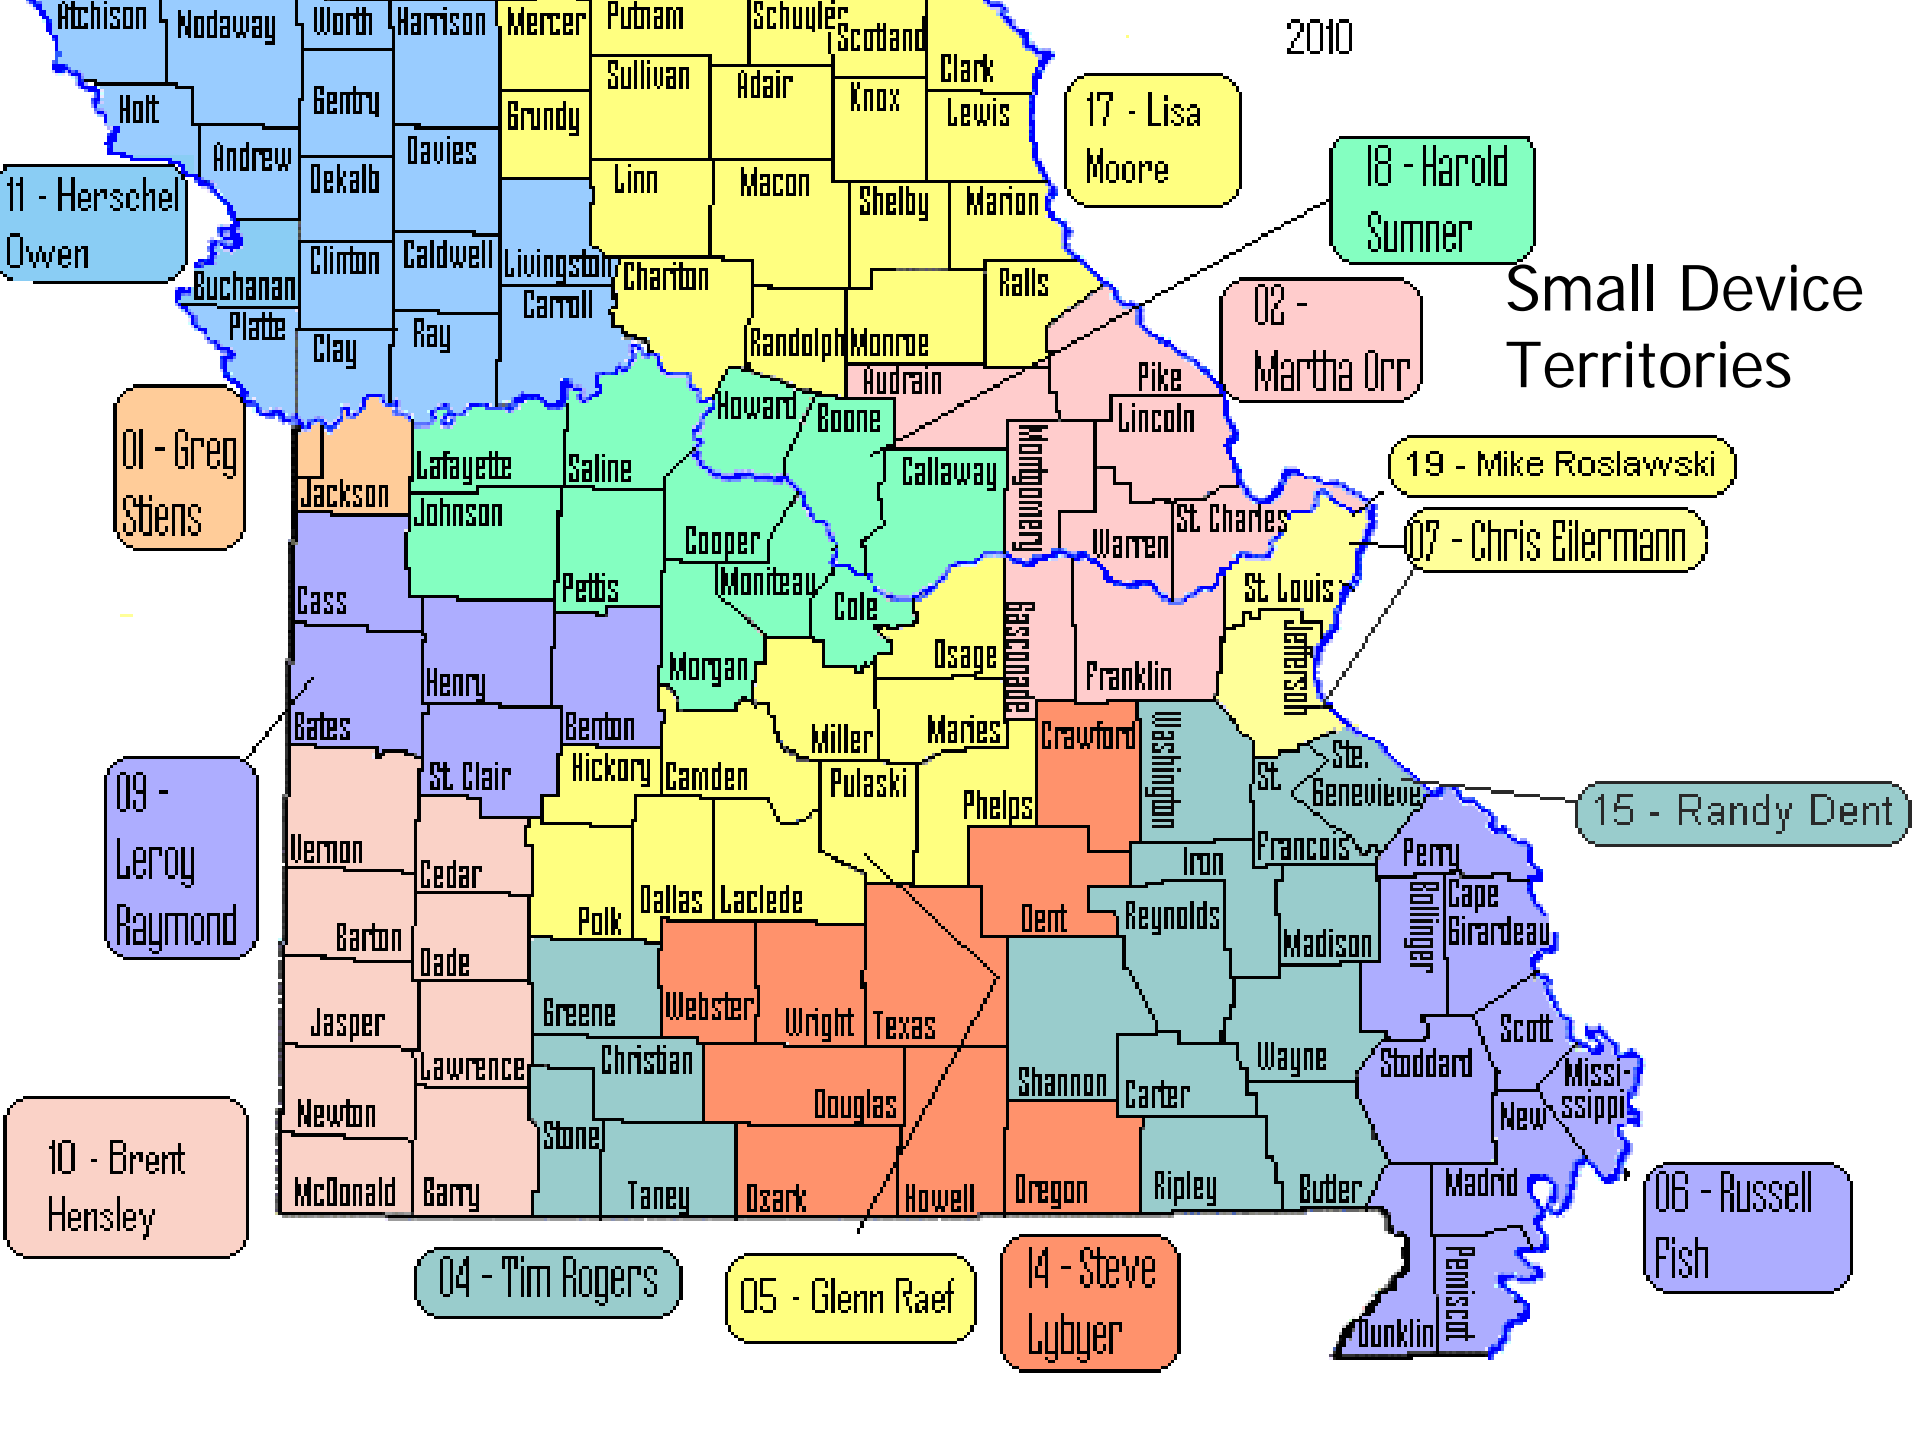 2010
Small Device
Territories
11 - Herschel
Owen
17 - Lisa
Moore
18 - Harold
Sumner
02 -
Martha Orr
01 - Greg
Stiens
19 - Mike Roslawski
07 - Chris Eilermann
09 -
Leroy
Raymond
15 - Randy Dent
10 - Brent
Hensley
04 - Tim Rogers
05 - Glenn Raef
14 - Steve
Lybyer
06 - Russell
Fish
Atchison
Nodaway
Worth
Harrison
Mercer
Putnam
Schuyler
Scotland
Clark
Holt
Gentry
Grundy
Sullivan
Adair
Knox
Lewis
Andrew
Dekalb
Davies
Linn
Macon
Shelby
Marion
Buchanan
Clinton
Caldwell
Livingston
Chariton
Ralls
Platte
Clay
Ray
Carroll
Randolph
Monroe
Audrain
Pike
Jackson
Lafayette
Saline
Howard
Boone
Callaway
Montgomery
Lincoln
Johnson
Pettis
Cooper
Moniteau
Cole
Warren
St Charles
Cass
Morgan
Osage
Gasconade
Franklin
St Louis
Jefferson
Bates
Henry
Benton
Miller
Maries
Crawford
Washington
Ste.
Genevieve
St
Francois
St. Clair
Hickory
Camden
Pulaski
Phelps
Vernon
Cedar
Polk
Dallas
Laclede
Dent
Iron
Reynolds
Madison
Perry
Bollinger
Cape
Girardeau
Barton
Dade
Greene
Webster
Wright
Texas
Shannon
Jasper
Lawrence
Christian
Douglas
Carter
Wayne
Stoddard
Scott
Missi-
ssippi
Newton
Stone
McDonald
Barry
Taney
Ozark
Howell
Oregon
Ripley
Butler
New
Madrid
Dunklin
Pemiscot